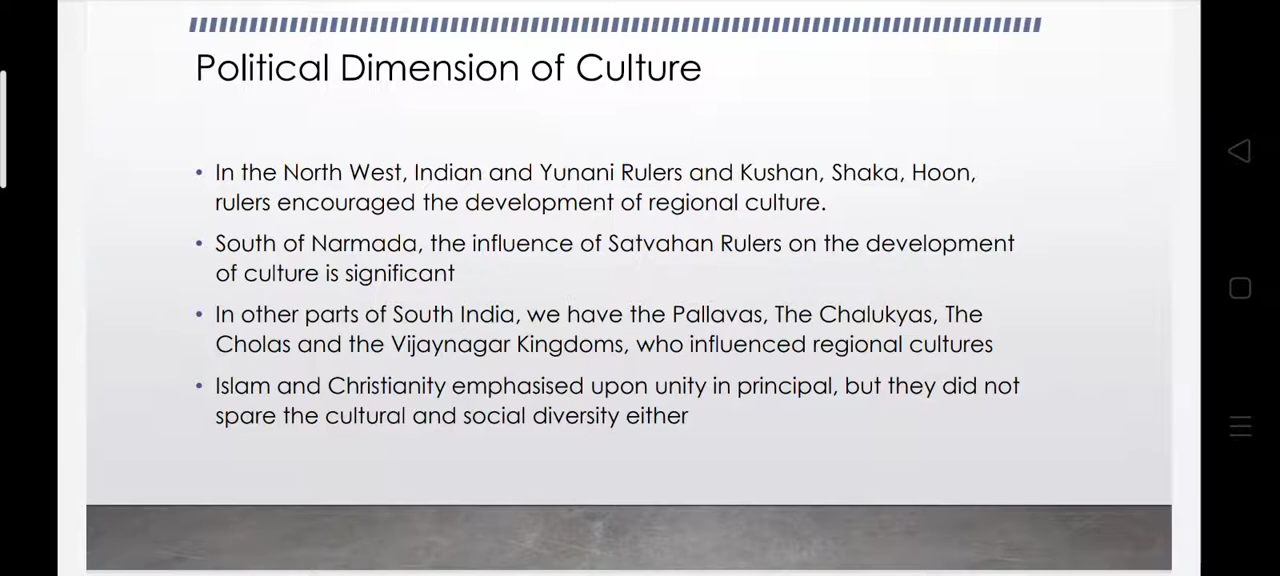 Political Dimension of Culture
• In the North West, Indian and Yunani Rulers and Kushan, Shaka, Hoon,
rulers encouraged the development of regional culture.
• South of Narmada, the influence of Satvahan Rulers on the development
of culture is significant
• In other parts of South India, we have the Pallavas, The Chalukyas, The
Cholas and the Vijaynagar Kingdoms, who influenced regional cultures
• Islam and Christianity emphasised upon unity in principal, but they did not
spare the cultural and social diversity either